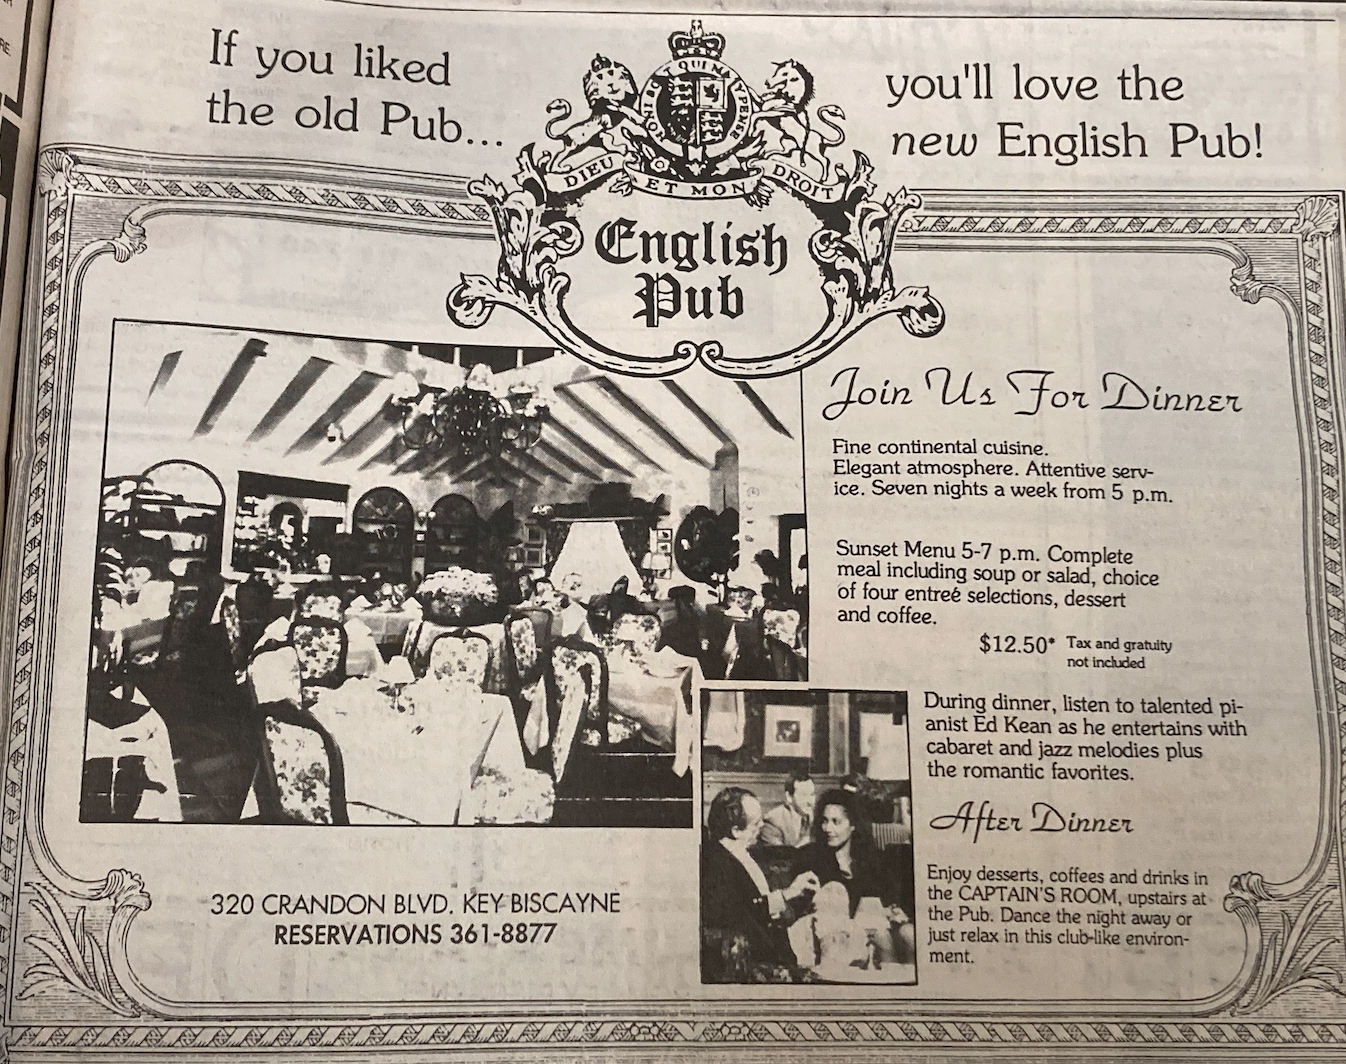 If you liked
the old Pub...
you'll love the
new English Pub!
DIEU ET MON DROIT
English
Pub
Join Us For Dinner
Fine continental cuisine.
Elegant atmosphere. Attentive serv-
ice. Seven nights a week from 5 p.m.
Sunset Menu 5-7 p.m. Complete
meal including soup or salad, choice
of four entreé selections, dessert
and coffee.
$12.50* Tax and gratuity
not included
During dinner, listen to talented pi-
anist Ed Kean as he entertains with
cabaret and jazz melodies plus
the romantic favorites.
After Dinner
Enjoy desserts, coffees and drinks in
the CAPTAIN'S ROOM, upstairs at
the Pub. Dance the night away or
just relax in this club-like environ-
ment.
320 CRANDON BLVD. KEY BISCAYNE
RESERVATIONS 361-8877